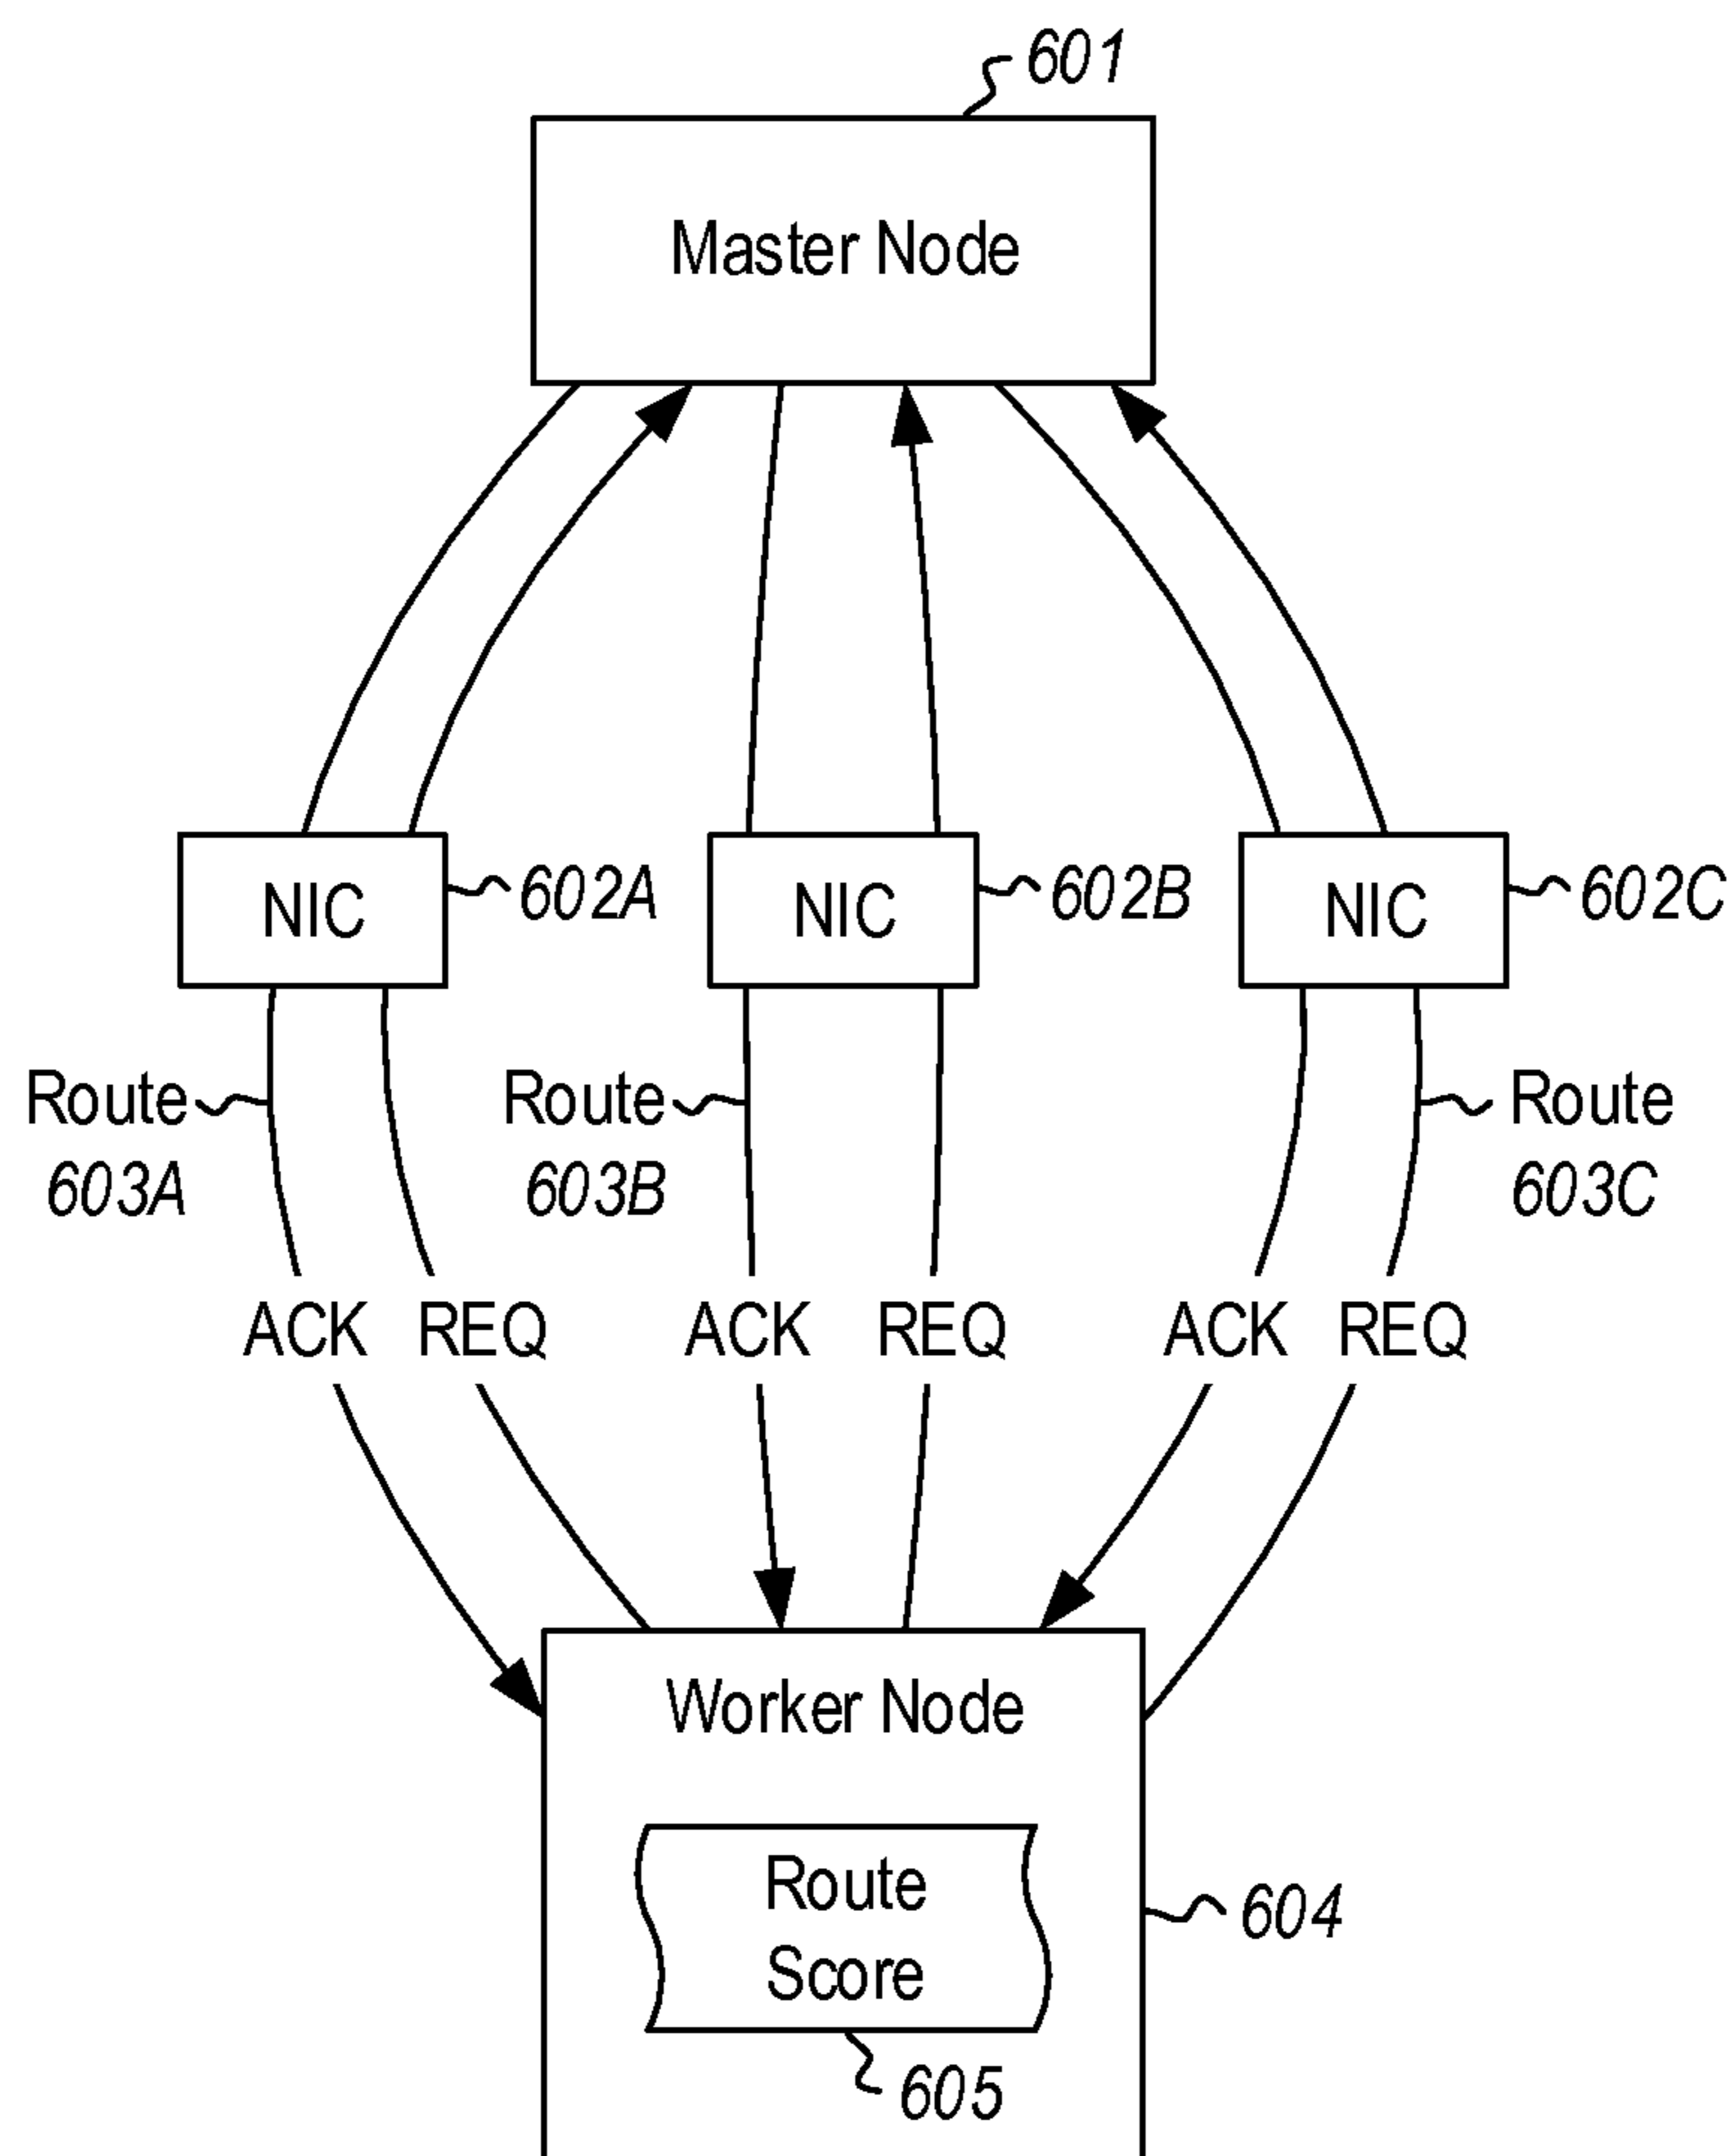 601
Master Node
NIC
602A
NIC
602B
NIC
602C
Route
603A
Route
603B
Route
603C
ACK
REQ
ACK
REQ
ACK
REQ
Worker Node
Route
Score
604
605